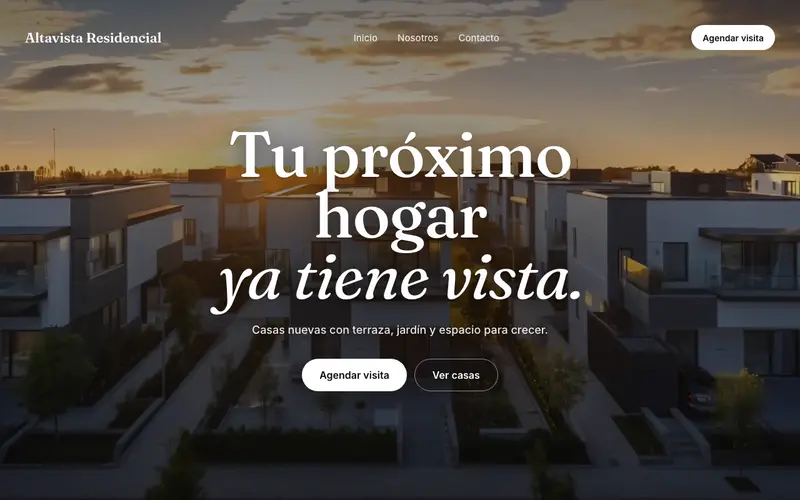 Altavista Residencial
Inicio
Nosotros
Contacto
Agendar visita
Tu próximo
hogar
ya tiene vista.
Casas nuevas con terraza, jardín y espacio para crecer.
Agendar visita
Ver casas